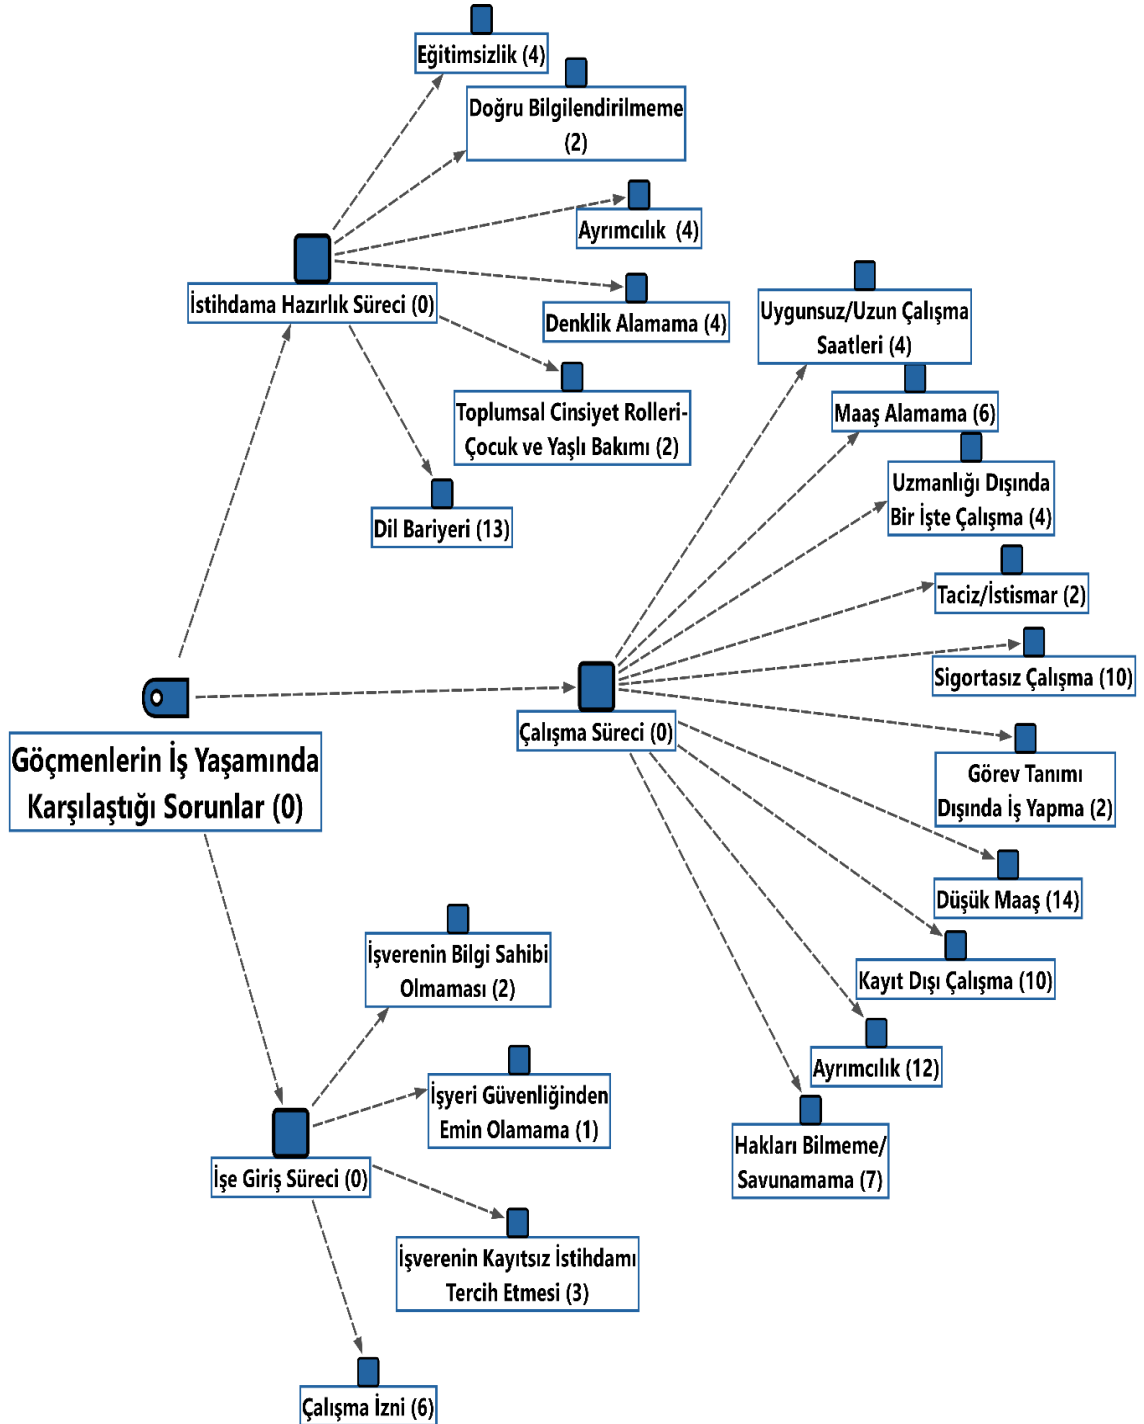 Eğitimsizlik (4)
Doğru Bilgilendirilmeme
(2)
Ayrımcılık (4)
İstihdama Hazırlık Süreci (0)
Denklik Alamama (4)
Toplumsal Cinsiyet Rolleri-
Çocuk ve Yaşlı Bakımı (2)
Dil Bariyeri (13)
Uygunsuz/Uzun Çalışma
Saatleri (4)
Maaş Alamama (6)
Uzmanlığı Dışında
Bir İşte Çalışma (4)
Taciz/İstismar (2)
Sigortasız Çalışma (10)
Çalışma Süreci (0)
Görev Tanımı
Dışında İş Yapma (2)
Düşük Maaş (14)
Kayıt Dışı Çalışma (10)
Ayrımcılık (12)
Hakları Bilmeme/
Savunamama (7)
Göçmenlerin İş Yaşamında
Karşılaştığı Sorunlar (0)
İşverenin Bilgi Sahibi
Olmaması (2)
İşyeri Güvenliğinden
Emin Olamama (1)
İşe Giriş Süreci (0)
İşverenin Kayıtsız İstihdamı
Tercih Etmesi (3)
Çalışma İzni (6)